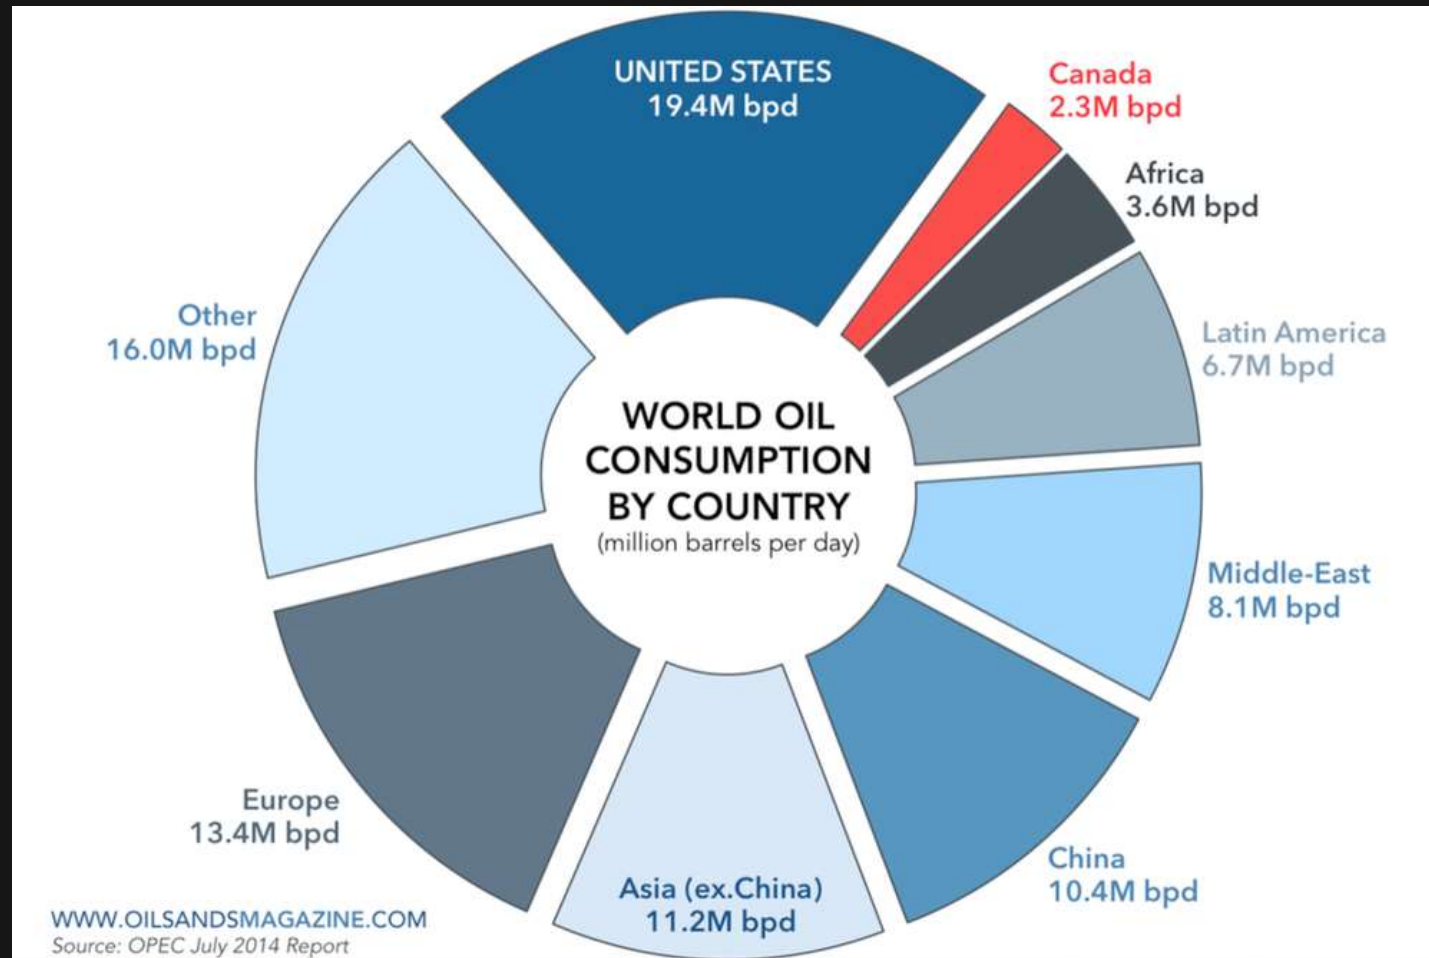 UNITED STATES
19.4M bpd
Canada
2.3M bpd
Africa
3.6M bpd
Latin America
6.7M bpd
Middle-East
8.1M bpd
China
10.4M bpd
Asia (ex.China)
11.2M bpd
Europe
13.4M bpd
Other
16.0M bpd
WORLD OIL
CONSUMPTION
BY COUNTRY
(million barrels per day)
WWW.OILSANDSMAGAZINE.COM
Source: OPEC July 2014 Report